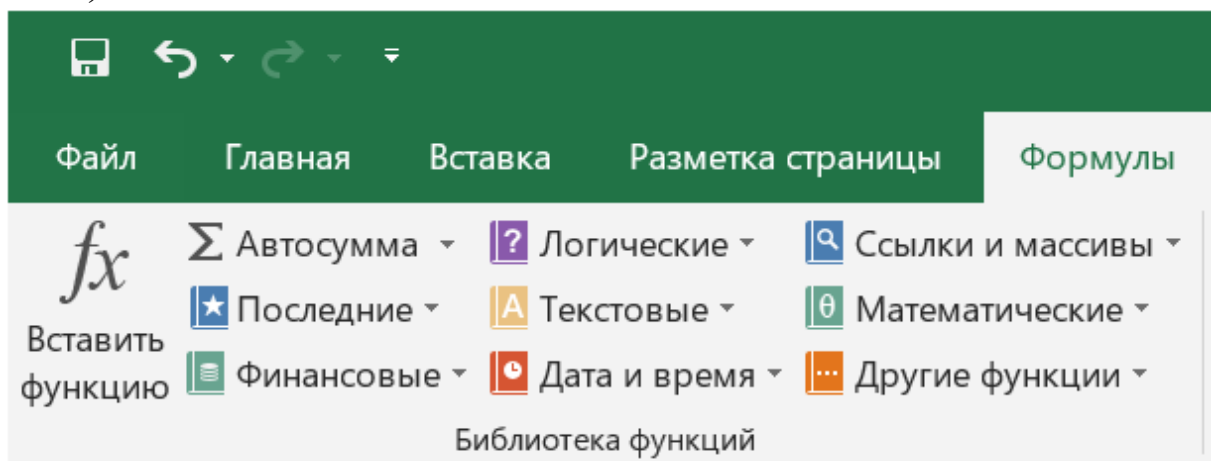 Файл Главная Вставка Разметка страницы Формулы
fx Вставить функцию
Σ Автосумма
Последние
Финансовые
? Логические
A Текстовые
Дата и время
Ссылки и массивы
θ Математические
Другие функции
Библиотека функций